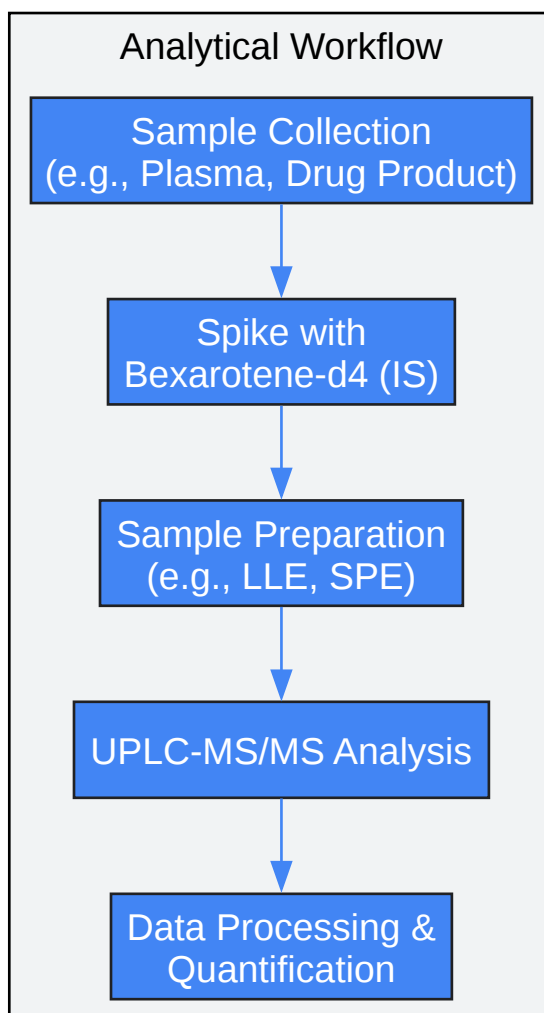 Analytical Workflow
Sample Collection
(e.g., Plasma, Drug Product)
Spike with
Bexarotene-d4 (IS)
Sample Preparation
(e.g., LLE, SPE)
UPLC-MS/MS Analysis
Data Processing &
Quantification